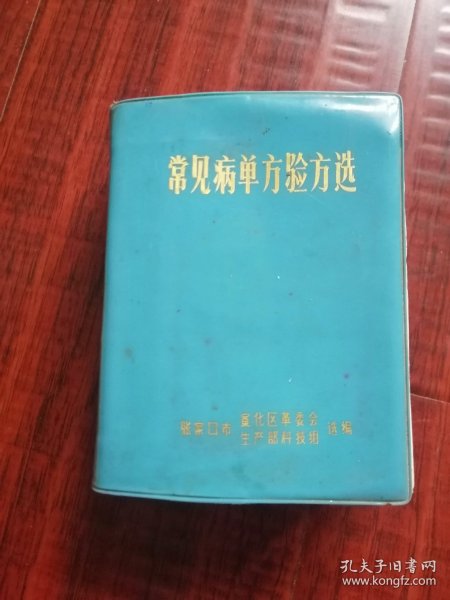 常见病单方验方选
张家口市 宣化区革委会 生产部科技组 选编
孔夫子旧书网
www.kongfz.com